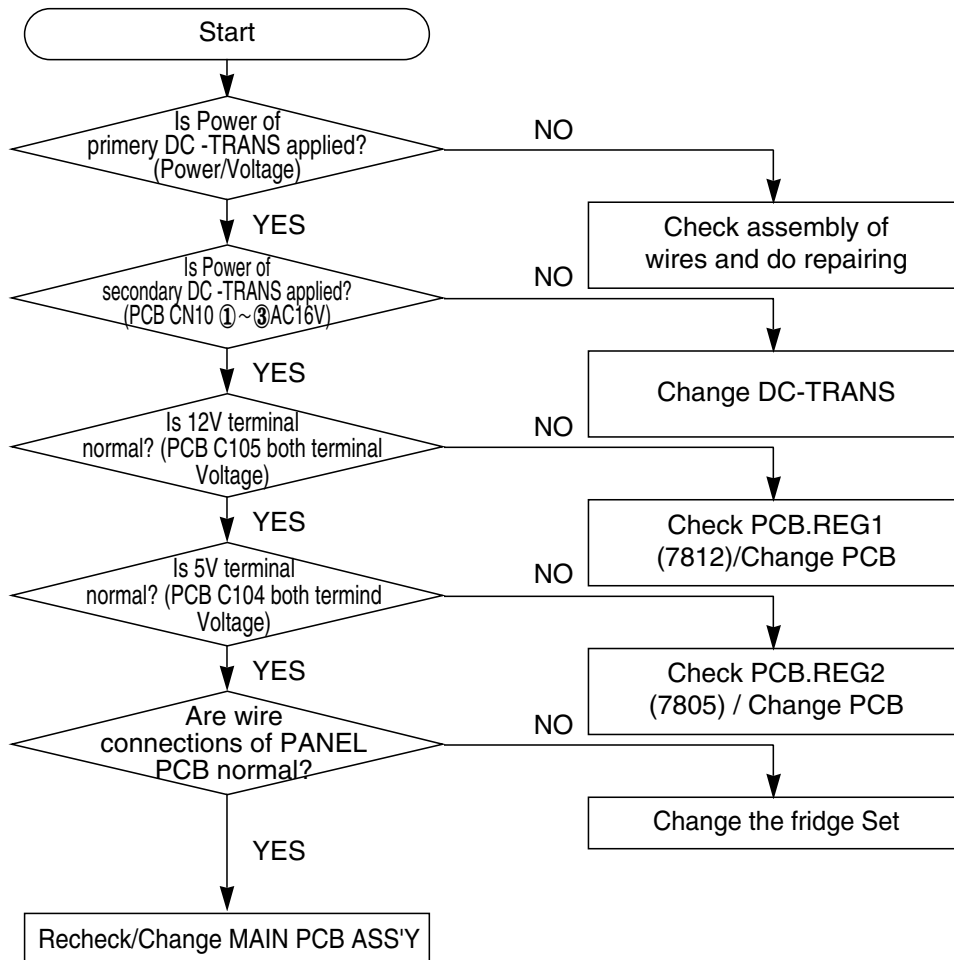 Start
Is Power of
primery DC -TRANS applied?
(Power/Voltage)
NO
YES
Check assembly of
wires and do repairing
Is Power of
secondary DC -TRANS applied?
(PCB CN10 ①~③AC16V)
NO
YES
Change DC-TRANS
Is 12V terminal
normal? (PCB C105 both terminal
Voltage)
NO
YES
Check PCB.REG1
(7812)/Change PCB
Is 5V terminal
normal? (PCB C104 both termind
Voltage)
NO
YES
Check PCB.REG2
(7805) / Change PCB
Are wire
connections of PANEL
PCB normal?
NO
YES
Change the fridge Set
Recheck/Change MAIN PCB ASS'Y